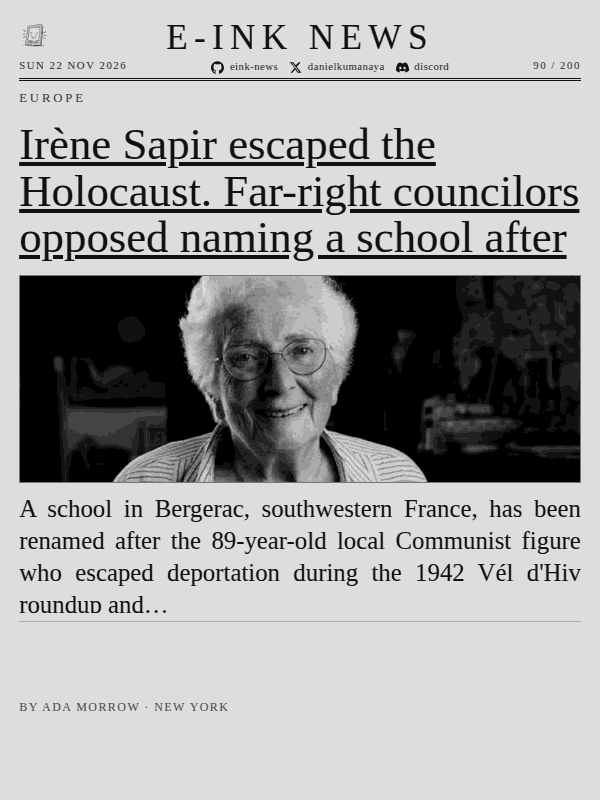 E-INK NEWS
SUN 22 NOV 2026
eink-news
danielkumanaya
discord
90 / 200
EUROPE
Irène Sapir escaped the
Holocaust. Far-right councilors
opposed naming a school after
A school in Bergerac, southwestern France, has been
renamed after the 89-year-old local Communist figure
who escaped deportation during the 1942 Vél d'Hiv
roundup and…
BY ADA MORROW · NEW YORK